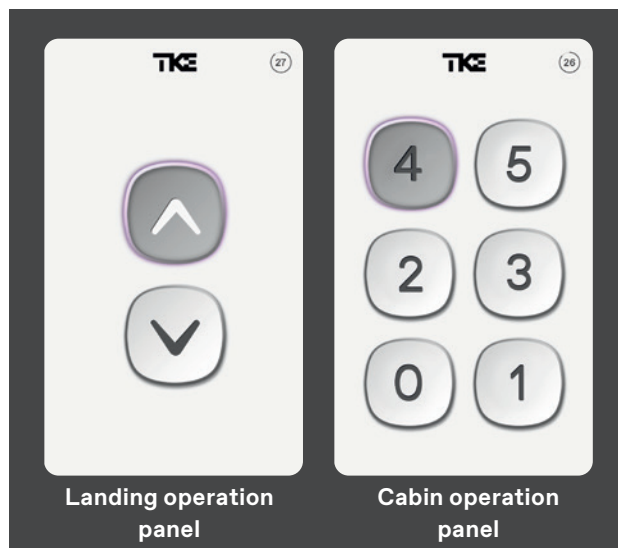 TKE 27
TKE 26
4 5
2 3
0 1
Landing operation
panel
Cabin operation
panel